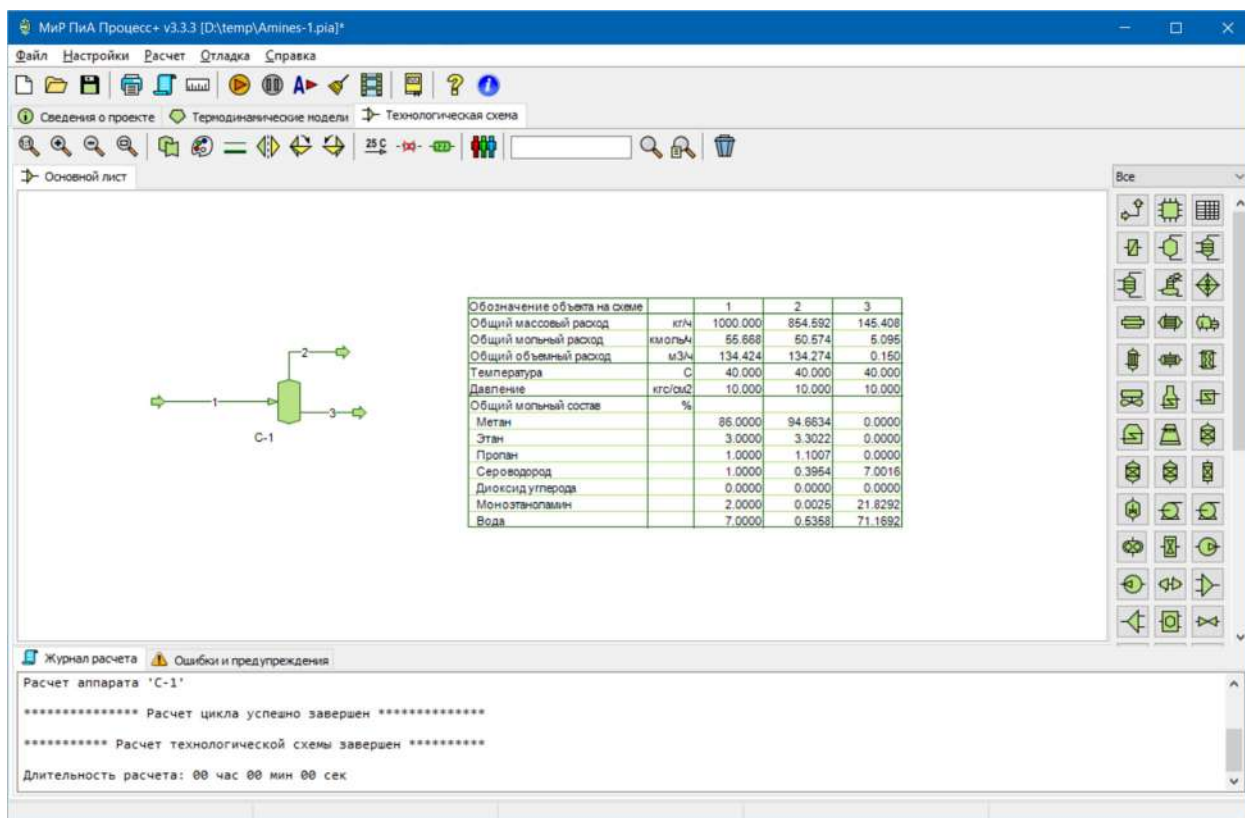 МиР ПиА Процесс+ v3.3.3 [D:\temp\Amines-1.pia]*
Файл Настройки Расчет Отладка Справка
Сведения о проекте Термодинамические модели Технологическая схема
25 C
Основной лист
Все
Обозначение объекта на схеме 1 2 3
Общий массовый расход кг/ч 1000.000 854.592 145.408
Общий мольный расход кмоль/ч 55.668 50.574 5.095
Общий объемный расход м3/ч 134.424 134.274 0.150
Температура C 40.000 40.000 40.000
Давление кгс/см2 10.000 10.000 10.000
Общий мольный состав %
Метан 86.0000 94.6634 0.0000
Этан 3.0000 3.3022 0.0000
Пропан 1.0000 1.1007 0.0000
Сероводород 1.0000 0.3954 7.0016
Диоксид углерода 0.0000 0.0000 0.0000
Моноэтаноламин 2.0000 0.0025 21.8292
Вода 7.0000 0.5358 71.1692
2
1
3
C-1
Журнал расчета Ошибки и предупреждения
Расчет аппарата 'C-1'
*************** Расчет цикла успешно завершен **************
*********** Расчет технологической схемы завершен **********
Длительность расчета: 00 час 00 мин 00 сек